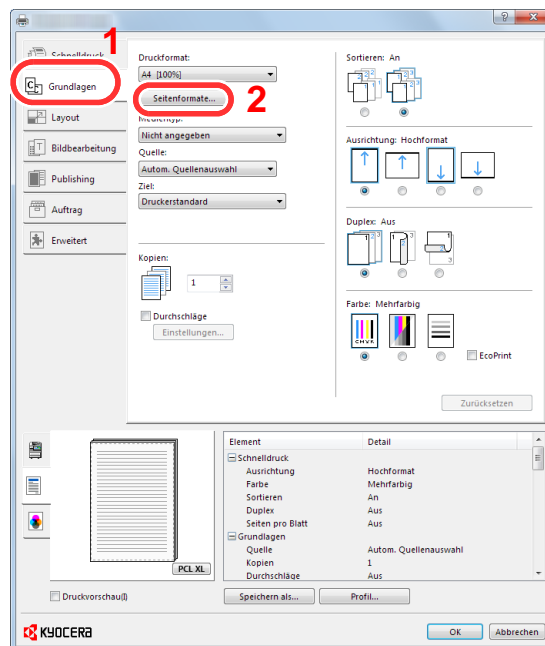 1
Schnelldruck
Grundlagen
Layout
Bildbearbeitung
Publishing
Auftrag
Erweitert
Druckformat:
A4 [100%]
Seitenformate...
2
Medientyp:
Nicht angegeben
Quelle:
Autom. Quellenauswahl
Ziel:
Druckerstandard
Kopien:
1
Durchschläge
Einstellungen...
Sortieren: An
Ausrichtung: Hochformat
Duplex: Aus
Farbe: Mehrfarbig
CMYK
EcoPrint
Zurücksetzen
PCL XL
Druckvorschau(I)
Element Detail
Schnelldruck
Ausrichtung Hochformat
Farbe Mehrfarbig
Sortieren An
Duplex Aus
Seiten pro Blatt Aus
Grundlagen
Quelle Autom. Quellenauswahl
Kopien 1
Durchschläge Aus
Speichern als... Profil...
KYOCERA
OK Abbrechen